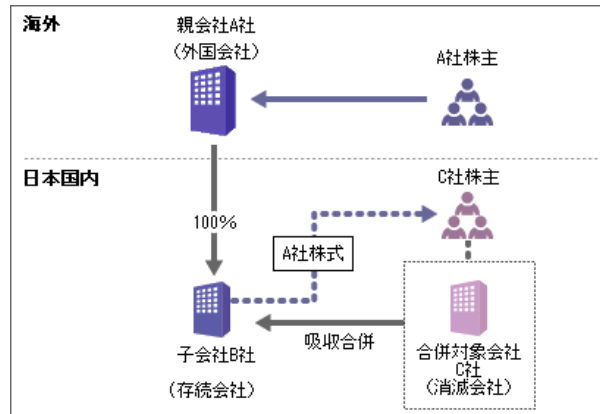 海外
親会社A社
（外国会社）
A社株主
日本国内
C社株主
100%
A社株式
吸収合併
子会社B社
（存続会社）
合併対象会社
C社
（消滅会社）